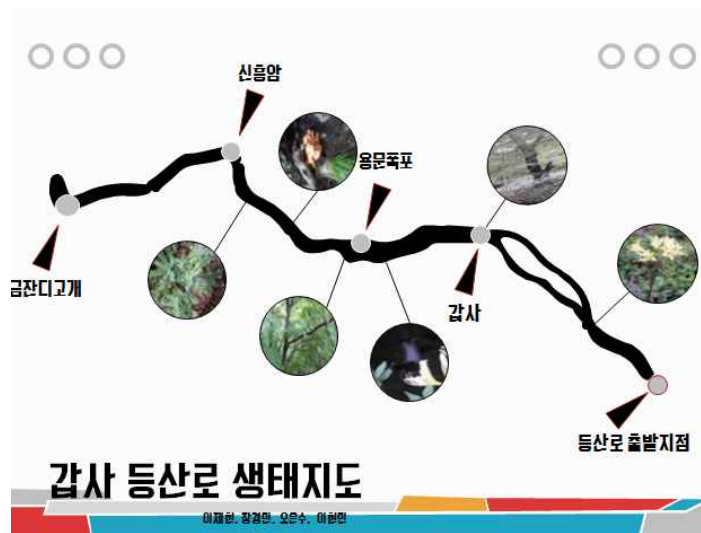 신흥암
용문폭포
금잔디고개
갑사
등산로 출발지점
갑사 등산로 생태지도
이재현, 장경민, 오은수, 이현민